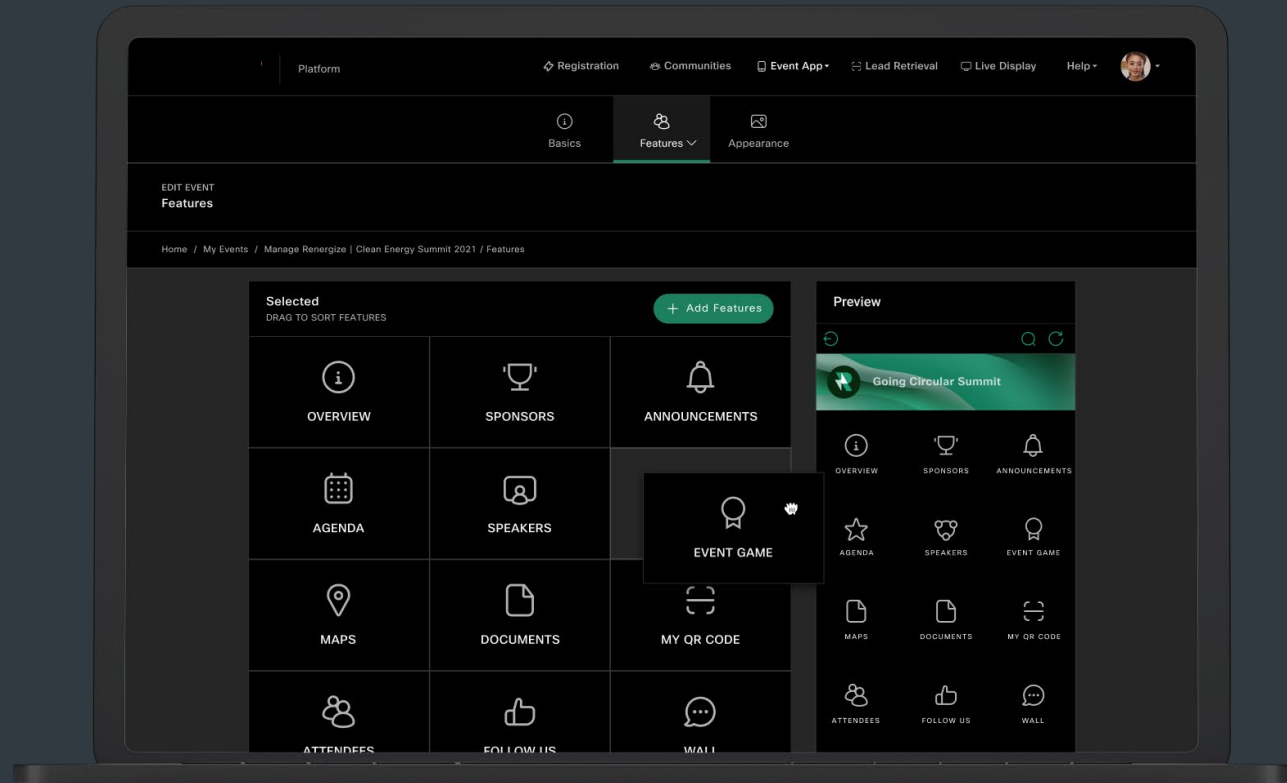 Platform
Registration
Communities
Event App
Lead Retrieval
Live Display
Help
Basics
Features
Appearance
EDIT EVENT
Features
Home / My Events / Manage Renergize | Clean Energy Summit 2021 / Features
Selected
DRAG TO SORT FEATURES
+ Add Features
OVERVIEW
SPONSORS
ANNOUNCEMENTS
AGENDA
SPEAKERS
EVENT GAME
MAPS
DOCUMENTS
MY QR CODE
ATTENDEES
FOLLOW US
WALL
Preview
R Going Circular Summit
OVERVIEW
SPONSORS
ANNOUNCEMENTS
AGENDA
SPEAKERS
EVENT GAME
MAPS
DOCUMENTS
MY QR CODE
ATTENDEES
FOLLOW US
WALL